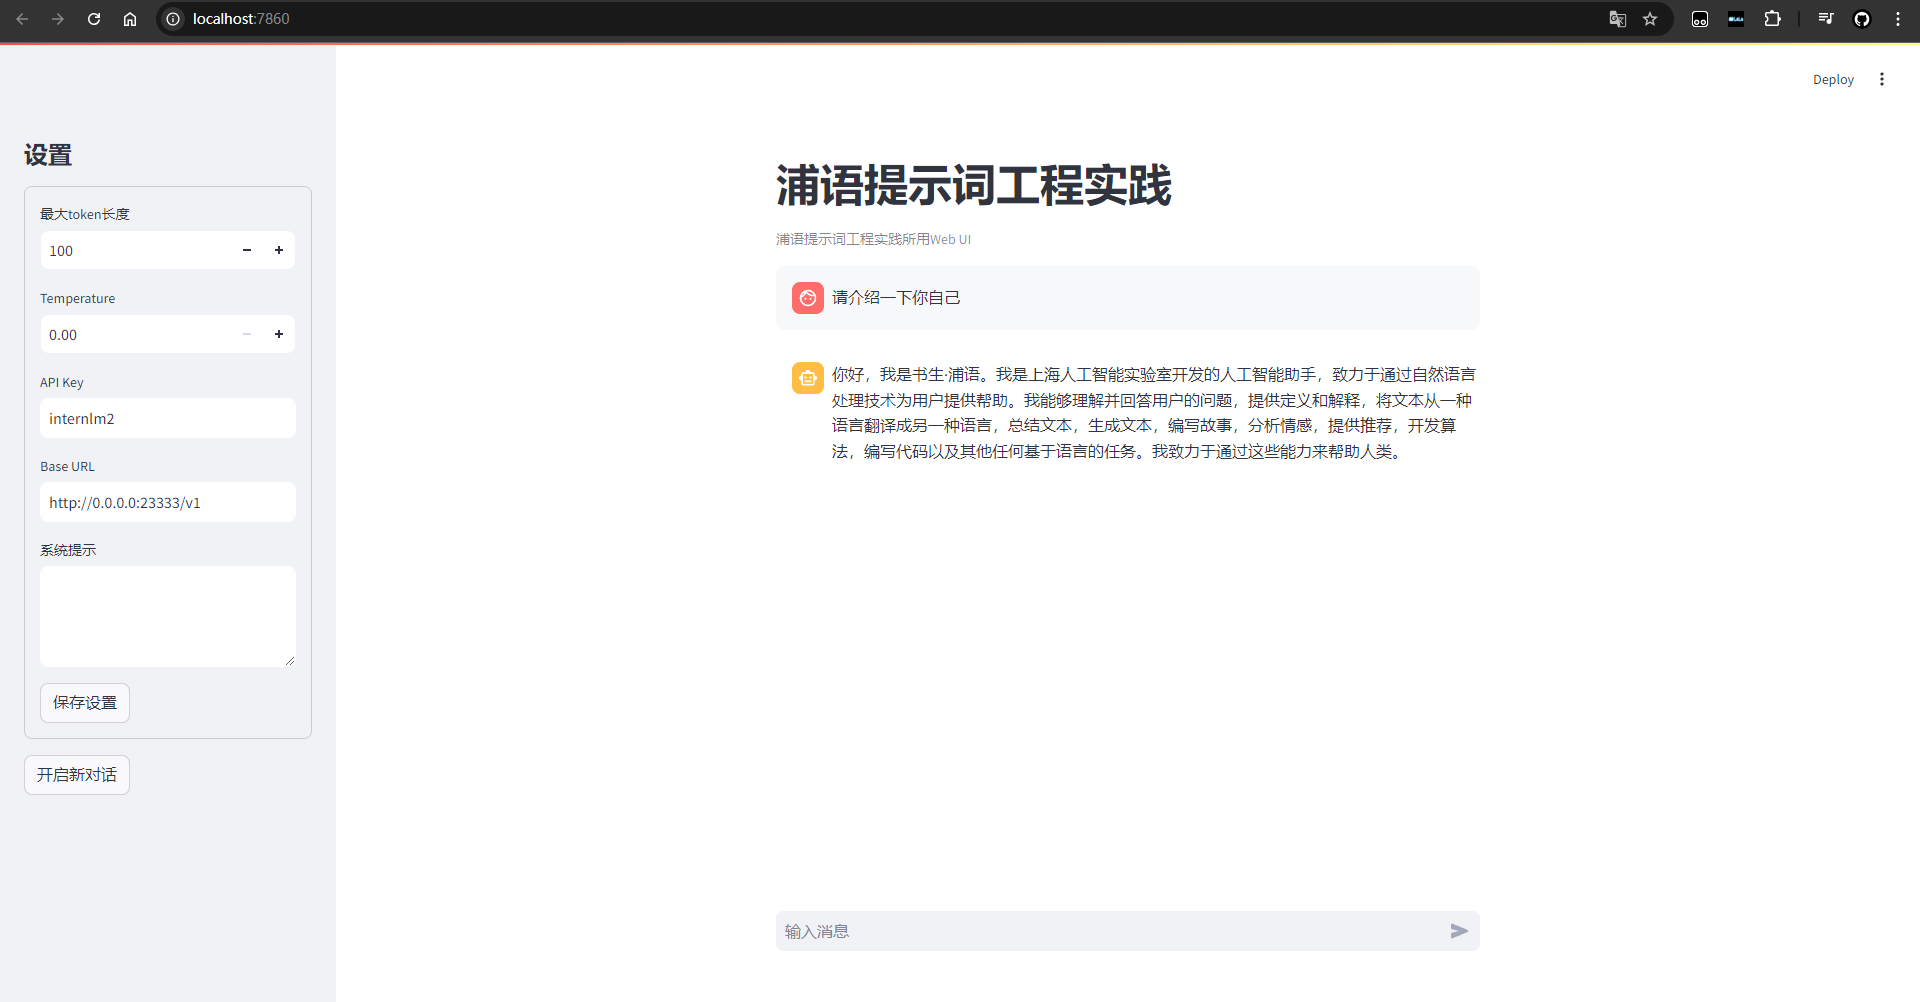 localhost:7860
Deploy
设置
最大token长度
100
Temperature
0.00
API Key
internlm2
Base URL
http://0.0.0.0:23333/v1
系统提示
保存设置
开启新对话
浦语提示词工程实践
浦语提示词工程实践所用Web UI
请介绍一下你自己
你好，我是书生·浦语。我是上海人工智能实验室开发的人工智能助手，致力于通过自然语言
处理技术为用户提供帮助。我能够理解并回答用户的问题，提供定义和解释，将文本从一种
语言翻译成另一种语言，总结文本，生成文本，编写故事，分析情感，提供推荐，开发算
法，编写代码以及其他任何基于语言的任务。我致力于通过这些能力来帮助人类。
输入消息